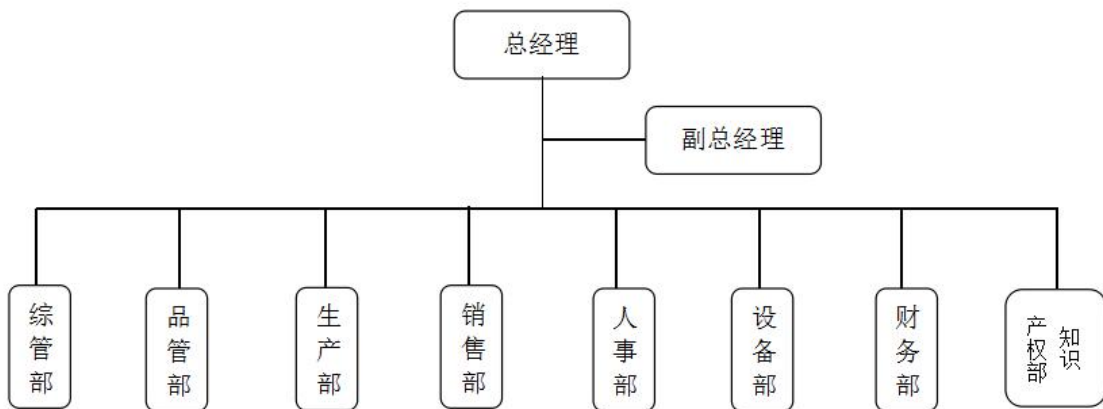 总经理
副总经理
综管部
品管部
生产部
销售部
人事部
设备部
财务部
知识
产权部